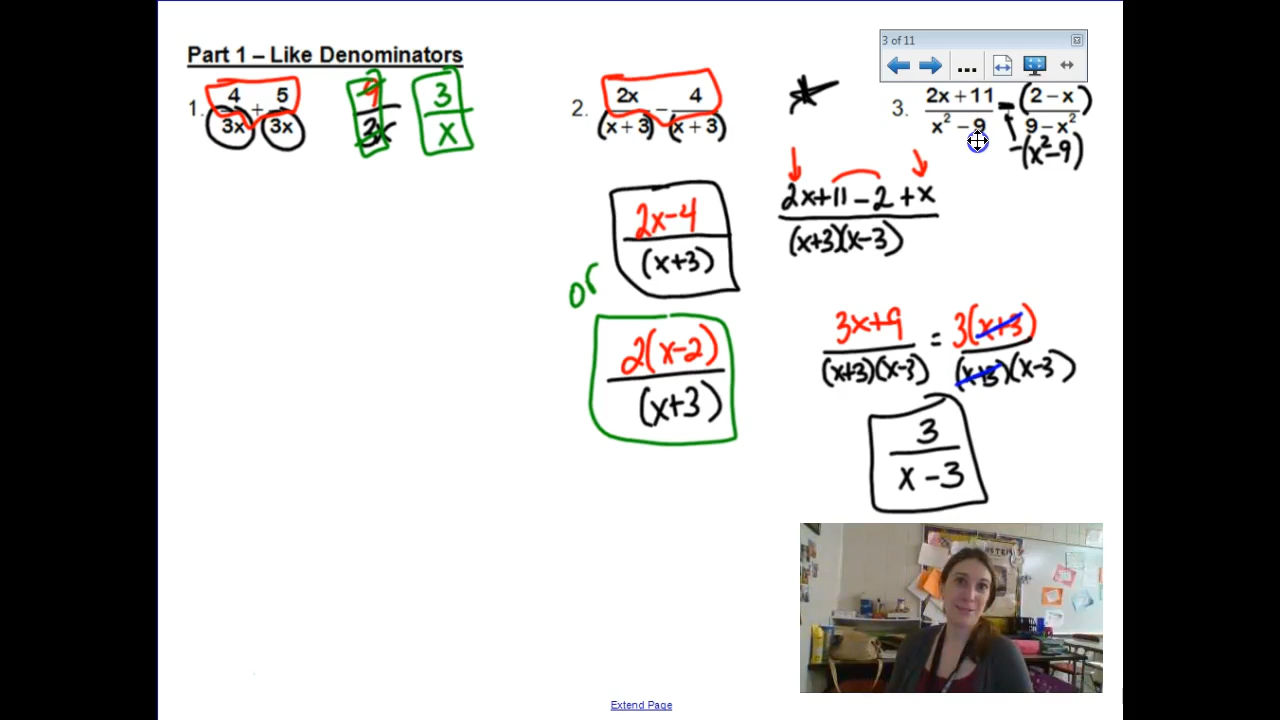 Part 1 – Like Denominators
3 of 11
1. 4/3x + 5/3x 9/3x 3/x
2. 2x/(x+3) − 4/(x+3)
3. 2x+11/x² − 9 − (2 − x)/9 − x²
−(x²−9)
2x+11−2+x/(x+3)(x−3)
2x−4/(x+3)
or
2(x−2)/(x+3)
3x+9/(x+3)(x−3) = 3(x+3)/(x+3)(x−3)
3/x−3
Extend Page